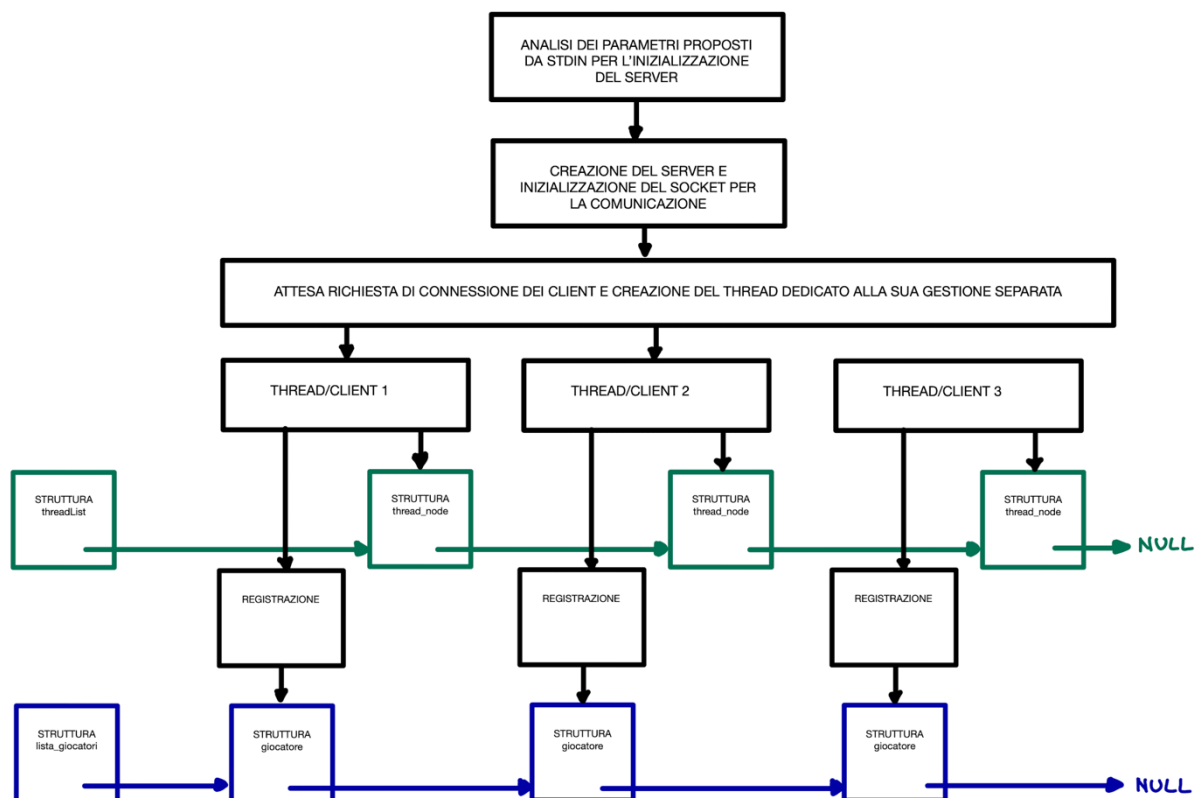 ANALISI DEI PARAMETRI PROPOSTI
DA STDIN PER L'INIZIALIZZAZIONE
DEL SERVER
CREAZIONE DEL SERVER E
INIZIALIZZAZIONE DEL SOCKET PER
LA COMUNICAZIONE
ATTESA RICHIESTA DI CONNESSIONE DEI CLIENT E CREAZIONE DEL THREAD DEDICATO ALLA SUA GESTIONE SEPARATA
THREAD/CLIENT 1
THREAD/CLIENT 2
THREAD/CLIENT 3
STRUTTURA
threadList
STRUTTURA
thread_node
STRUTTURA
thread_node
STRUTTURA
thread_node
NULL
REGISTRAZIONE
REGISTRAZIONE
REGISTRAZIONE
STRUTTURA
lista_giocatori
STRUTTURA
giocatore
STRUTTURA
giocatore
STRUTTURA
giocatore
NULL